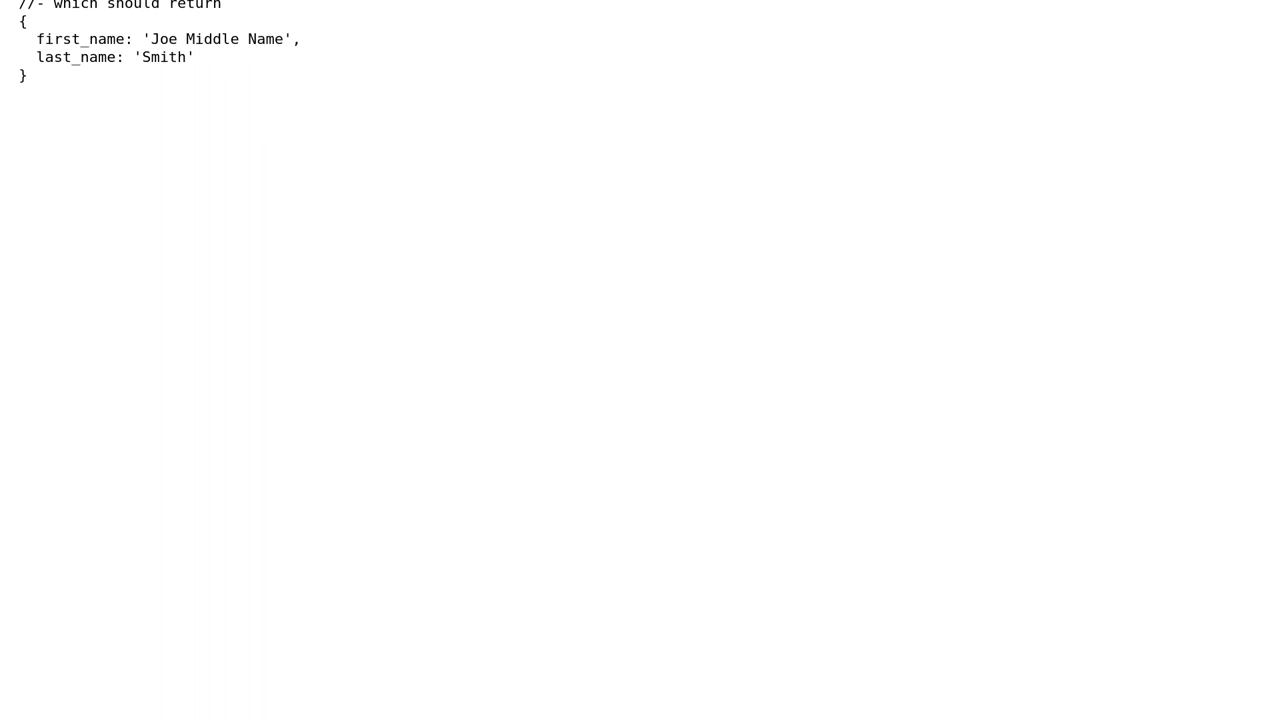 //- which should return
{
  first_name: 'Joe Middle Name',
  last_name: 'Smith'
}